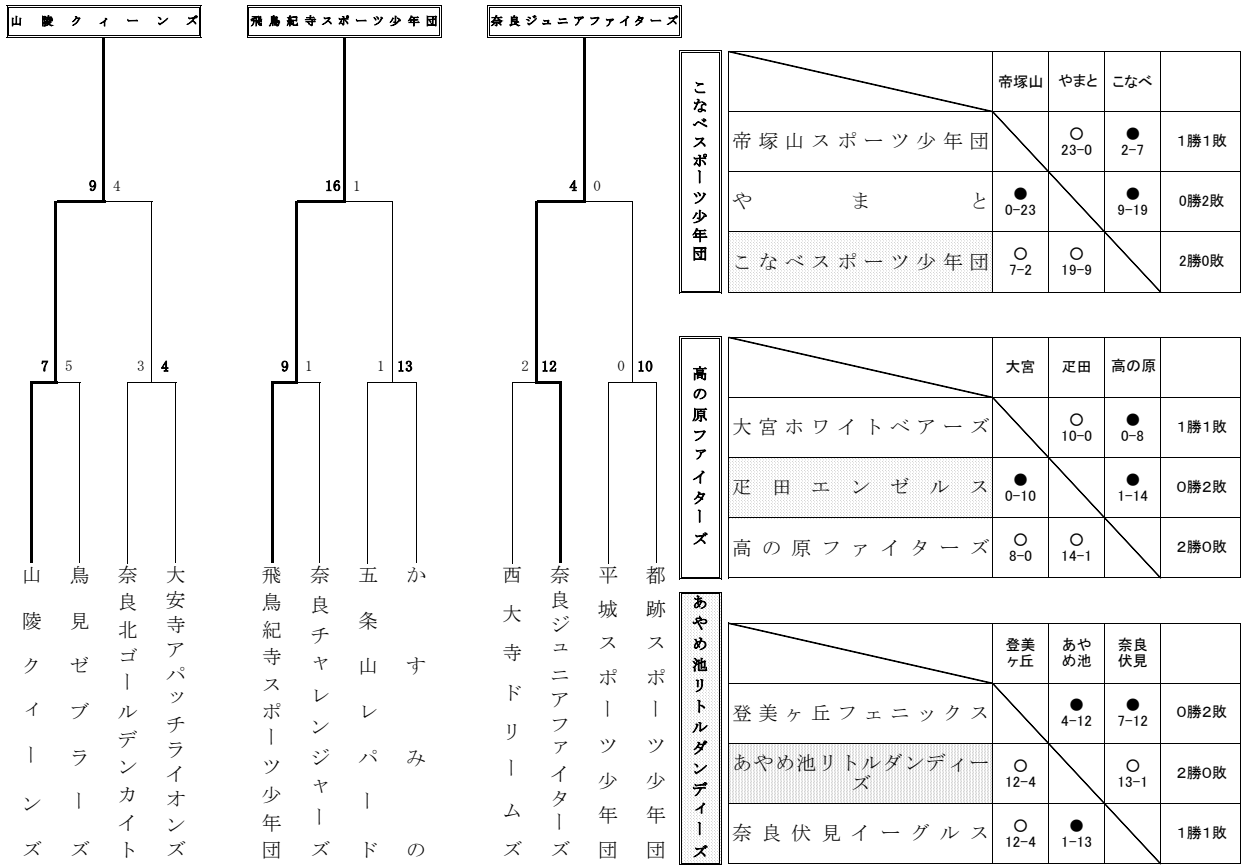 山陵クィーンズ
飛鳥紀寺スポーツ少年団
奈良ジュニアファイターズ
9 4
16 1
4 0
7 5
3 4
9 1
1 13
2 12
0 10
山陵クィーンズ
鳥見ゼブラーズ
奈良北ゴールデンカイト
大安寺アパッチライオンズ
飛鳥紀寺スポーツ少年団
奈良チャレンジャーズ
五条山レパード
かすみの
西大寺ドリームズ
奈良ジュニアファイターズ
平城スポーツ少年団
都跡スポーツ少年団
こなべスポーツ少年団
帝塚山 やまと こなべ
帝塚山スポーツ少年団 ○ 23-0 ● 2-7 1勝1敗
やまと ● 0-23 ● 9-19 0勝2敗
こなべスポーツ少年団 ○ 7-2 ○ 19-9 2勝0敗
高の原ファイターズ
大宮 疋田 高の原
大宮ホワイトベアーズ ○ 10-0 ● 0-8 1勝1敗
疋田エンゼルス ● 0-10 ● 1-14 0勝2敗
高の原ファイターズ ○ 8-0 ○ 14-1 2勝0敗
あやめ池リトルダンディーズ
登美ヶ丘 あやめ池 奈良伏見
登美ヶ丘フェニックス ● 4-12 ● 7-12 0勝2敗
あやめ池リトルダンディーズ ○ 12-4 ○ 13-1 2勝0敗
奈良伏見イーグルス ○ 12-4 ● 1-13 1勝1敗